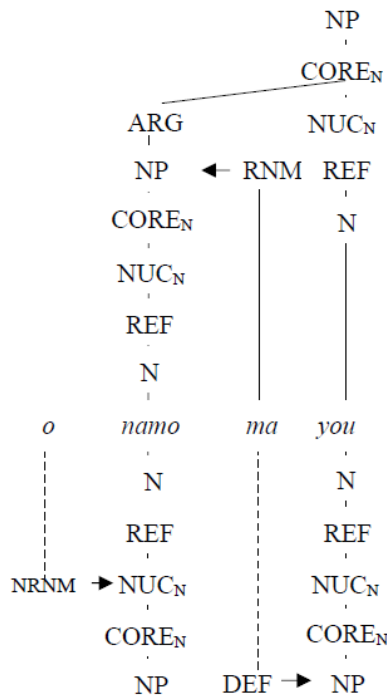 NP
CORE_N
ARG NUC_N
NP RNM REF
CORE_N N
NUC_N
REF
N
o namo ma you
N N
REF REF
NRNM NUC_N NUC_N
CORE_N CORE_N
NP DEF NP